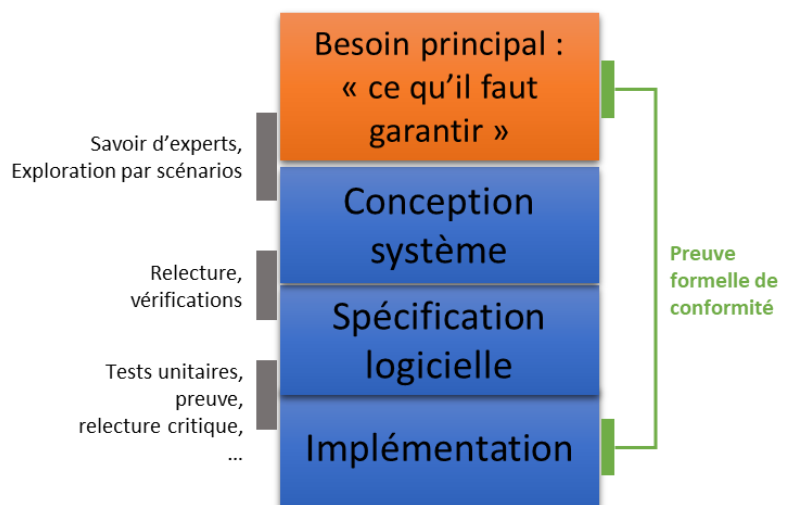 Besoin principal :
« ce qu'il faut
garantir »
Savoir d'experts,
Exploration par scénarios
Conception
système
Relecture,
vérifications
Preuve
formelle de
conformité
Spécification
logicielle
Tests unitaires,
preuve,
relecture critique,
...
Implémentation